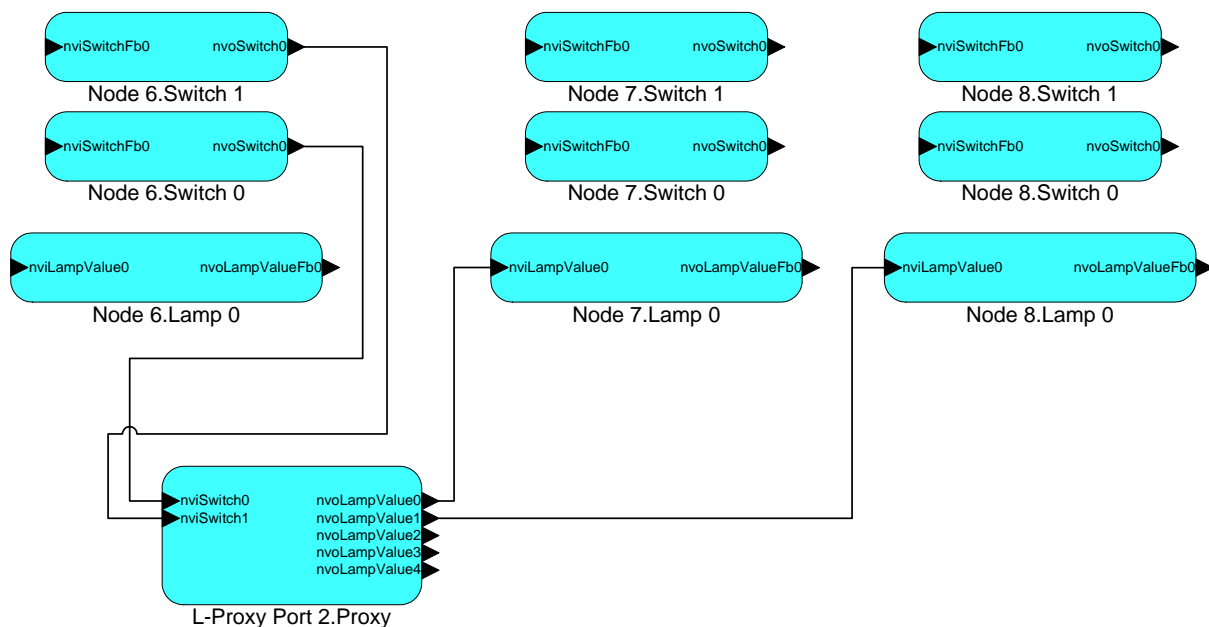 nviSwitchFb0 nvoSwitch0 nviSwitchFb0 nvoSwitch0 nviSwitchFb0 nvoSwitch0
Node 6.Switch 1 Node 7.Switch 1 Node 8.Switch 1
nviSwitchFb0 nvoSwitch0 nviSwitchFb0 nvoSwitch0 nviSwitchFb0 nvoSwitch0
Node 6.Switch 0 Node 7.Switch 0 Node 8.Switch 0
nviLampValue0 nvoLampValueFb0 nviLampValue0 nvoLampValueFb0 nviLampValue0 nvoLampValueFb0
Node 6.Lamp 0 Node 7.Lamp 0 Node 8.Lamp 0
nviSwitch0 nvoLampValue0
nviSwitch1 nvoLampValue1
nvoLampValue2
nvoLampValue3
nvoLampValue4
L-Proxy Port 2.Proxy